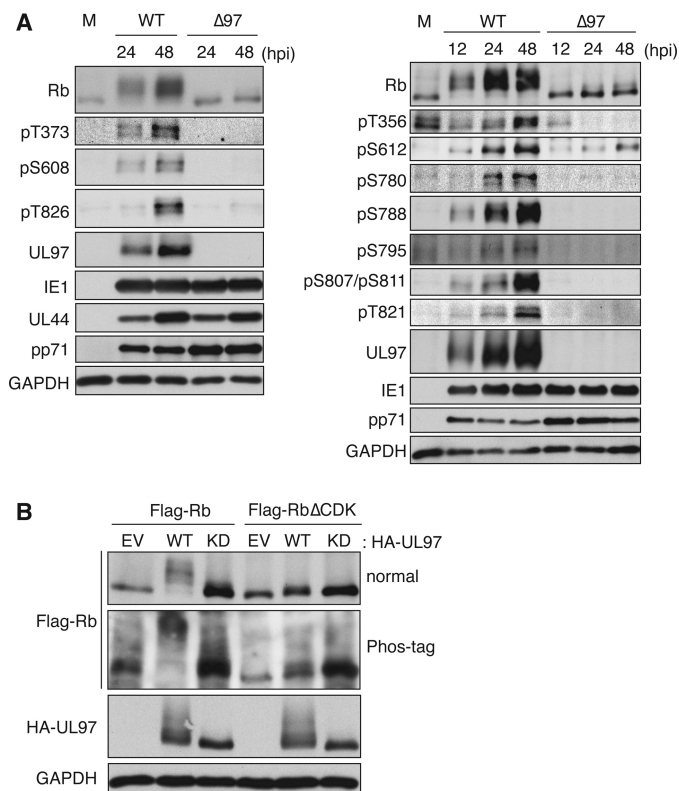 A
M WT Δ97
24 48 24 48 (hpi)
Rb
pT373
pS608
pT826
UL97
IE1
UL44
pp71
GAPDH
M WT Δ97
12 24 48 12 24 48 (hpi)
Rb
pT356
pS612
pS780
pS788
pS795
pS807/pS811
pT821
UL97
IE1
pp71
GAPDH
B
Flag-Rb Flag-RbΔCDK
EV WT KD EV WT KD : HA-UL97
normal
Flag-Rb
Phos-tag
HA-UL97
GAPDH